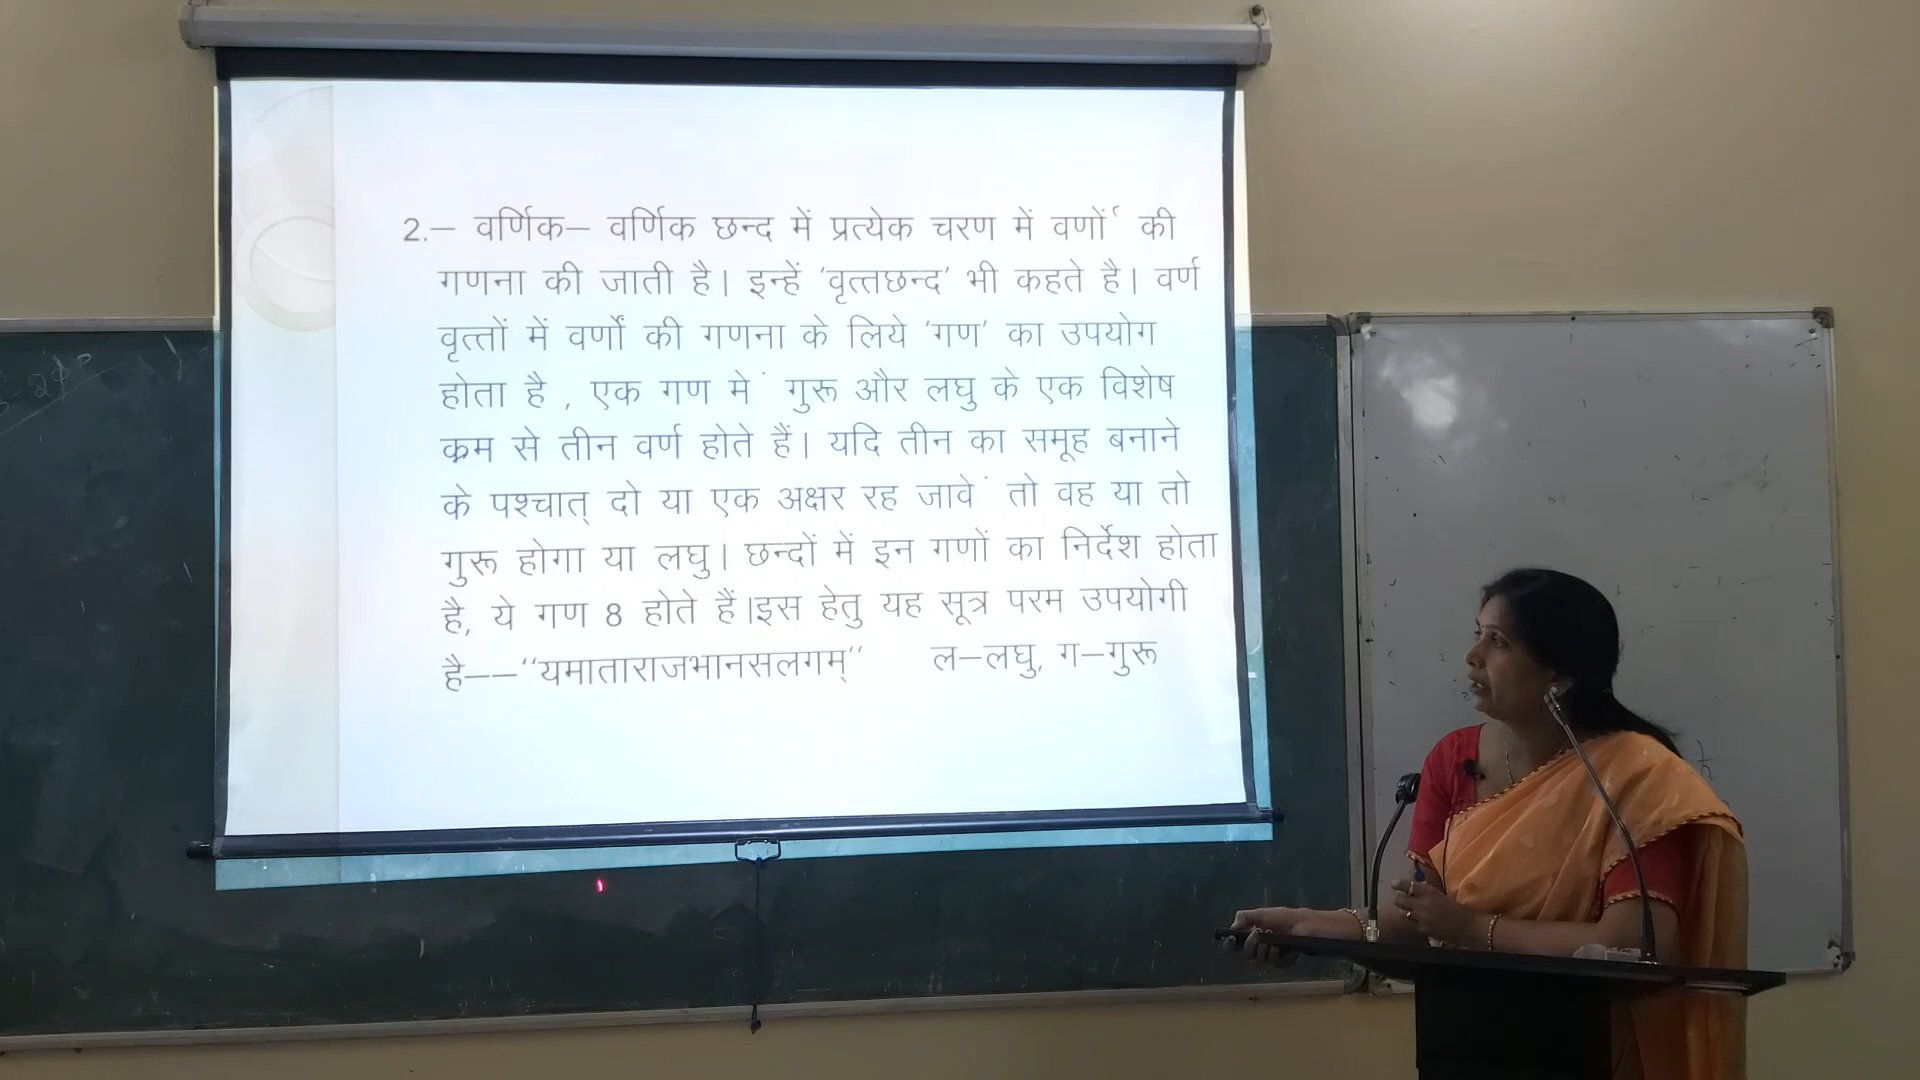 2.– वर्णिक– वर्णिक छन्द में प्रत्येक चरण में वर्णों की
गणना की जाती है। इन्हें 'वृत्तछन्द' भी कहते है। वर्ण
वृत्तों में वर्णों की गणना के लिये 'गण' का उपयोग
होता है , एक गण में गुरू और लघु के एक विशेष
क्रम से तीन वर्ण होते हैं। यदि तीन का समूह बनाने
के पश्चात् दो या एक अक्षर रह जावें तो वह या तो
गुरू होगा या लघु। छन्दों में इन गणों का निर्देश होता
है, ये गण 8 होते हैं।इस हेतु यह सूत्र परम उपयोगी
है––''यमाताराजभानसलगम्'' ल–लघु, ग–गुरू